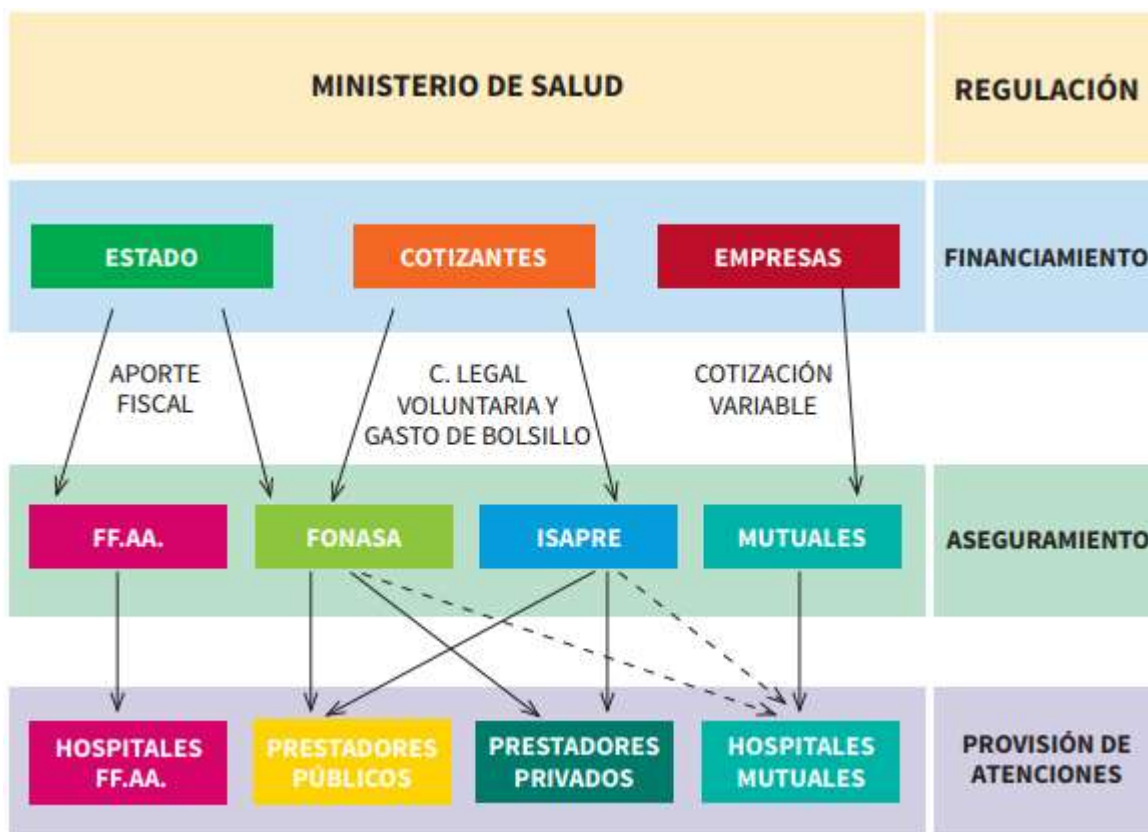 MINISTERIO DE SALUD
REGULACIÓN
ESTADO
COTIZANTES
EMPRESAS
FINANCIAMIENTO
APORTE
FISCAL
C. LEGAL
VOLUNTARIA Y
GASTO DE BOLSILLO
COTIZACIÓN
VARIABLE
FF.AA.
FONASA
ISAPRE
MUTUALES
ASEGURAMIENTO
HOSPITALES
FF.AA.
PRESTADORES
PÚBLICOS
PRESTADORES
PRIVADOS
HOSPITALES
MUTUALES
PROVISIÓN DE
ATENCIONES